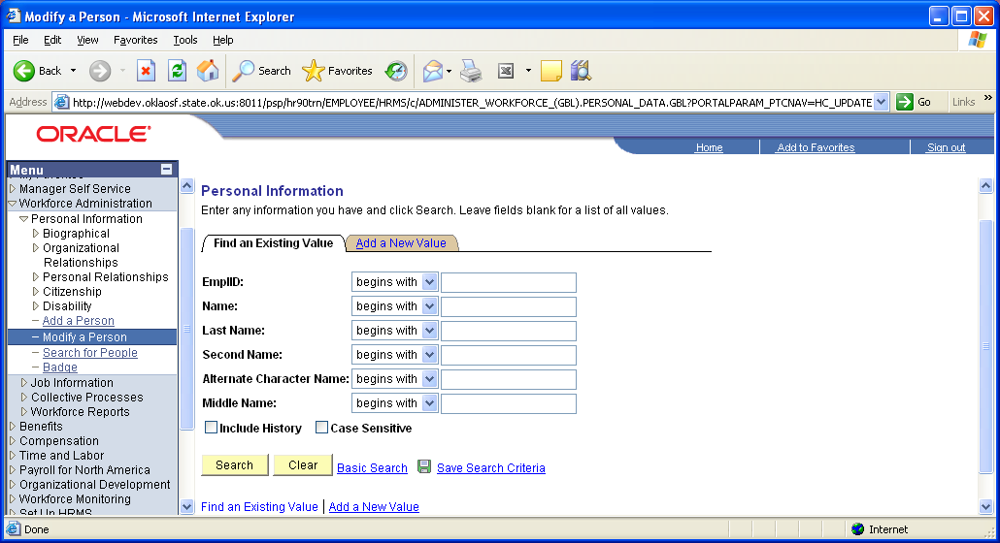 Modify a Person - Microsoft Internet Explorer
File Edit View Favorites Tools Help
Back Search Favorites
Address http://webdev.oklaosf.state.ok.us:8011/psp/hr90trn/EMPLOYEE/HRMS/c/ADMINISTER_WORKFORCE_(GBL).PERSONAL_DATA.GBL?PORTALPARAM_PTCNAV=HC_UPDATE Go Links »
ORACLE
Home Add to Favorites Sign out
Menu
My Favorites
Manager Self Service
Workforce Administration
Personal Information
Biographical
Organizational
Relationships
Personal Relationships
Citizenship
Disability
– Add a Person
– Modify a Person
– Search for People
– Badge
Job Information
Collective Processes
Workforce Reports
Benefits
Compensation
Time and Labor
Payroll for North America
Organizational Development
Workforce Monitoring
Set Up HRMS
Personal Information
Enter any information you have and click Search. Leave fields blank for a list of all values.
Find an Existing Value Add a New Value
EmplID: begins with
Name: begins with
Last Name: begins with
Second Name: begins with
Alternate Character Name: begins with
Middle Name: begins with
Include History Case Sensitive
Search Clear Basic Search Save Search Criteria
Find an Existing Value | Add a New Value
Done Internet